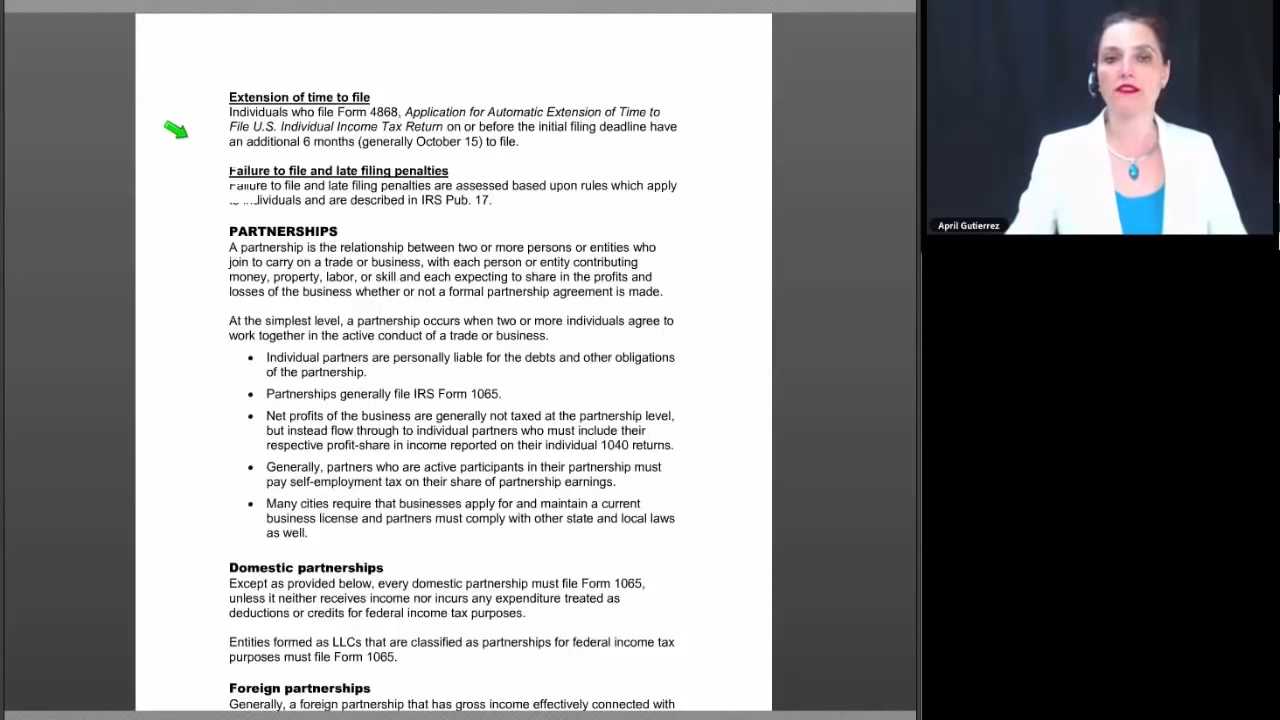 Extension of time to file
Individuals who file Form 4868, Application for Automatic Extension of Time to
File U.S. Individual Income Tax Return on or before the initial filing deadline have
an additional 6 months (generally October 15) to file.
Failure to file and late filing penalties
Failure to file and late filing penalties are assessed based upon rules which apply
to individuals and are described in IRS Pub. 17.
PARTNERSHIPS
A partnership is the relationship between two or more persons or entities who
join to carry on a trade or business, with each person or entity contributing
money, property, labor, or skill and each expecting to share in the profits and
losses of the business whether or not a formal partnership agreement is made.
At the simplest level, a partnership occurs when two or more individuals agree to
work together in the active conduct of a trade or business.
• Individual partners are personally liable for the debts and other obligations
of the partnership.
• Partnerships generally file IRS Form 1065.
• Net profits of the business are generally not taxed at the partnership level,
but instead flow through to individual partners who must include their
respective profit-share in income reported on their individual 1040 returns.
• Generally, partners who are active participants in their partnership must
pay self-employment tax on their share of partnership earnings.
• Many cities require that businesses apply for and maintain a current
business license and partners must comply with other state and local laws
as well.
Domestic partnerships
Except as provided below, every domestic partnership must file Form 1065,
unless it neither receives income nor incurs any expenditure treated as
deductions or credits for federal income tax purposes.
Entities formed as LLCs that are classified as partnerships for federal income tax
purposes must file Form 1065.
Foreign partnerships
Generally, a foreign partnership that has gross income effectively connected with
April Gutierrez